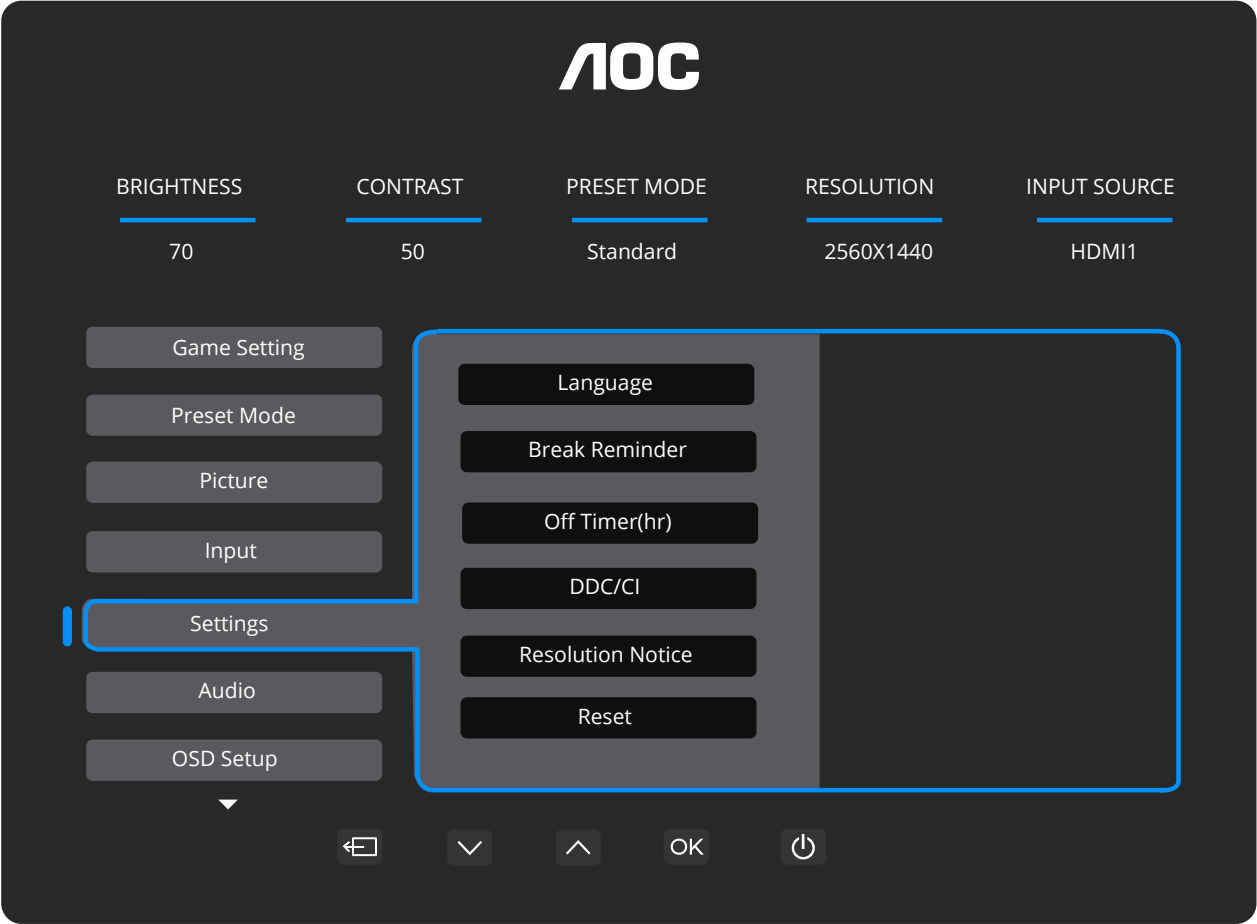 AOC
BRIGHTNESS
CONTRAST
PRESET MODE
RESOLUTION
INPUT SOURCE
70
50
Standard
2560X1440
HDMI1
Game Setting
Preset Mode
Picture
Input
Settings
Audio
OSD Setup
Language
Break Reminder
Off Timer(hr)
DDC/CI
Resolution Notice
Reset
OK